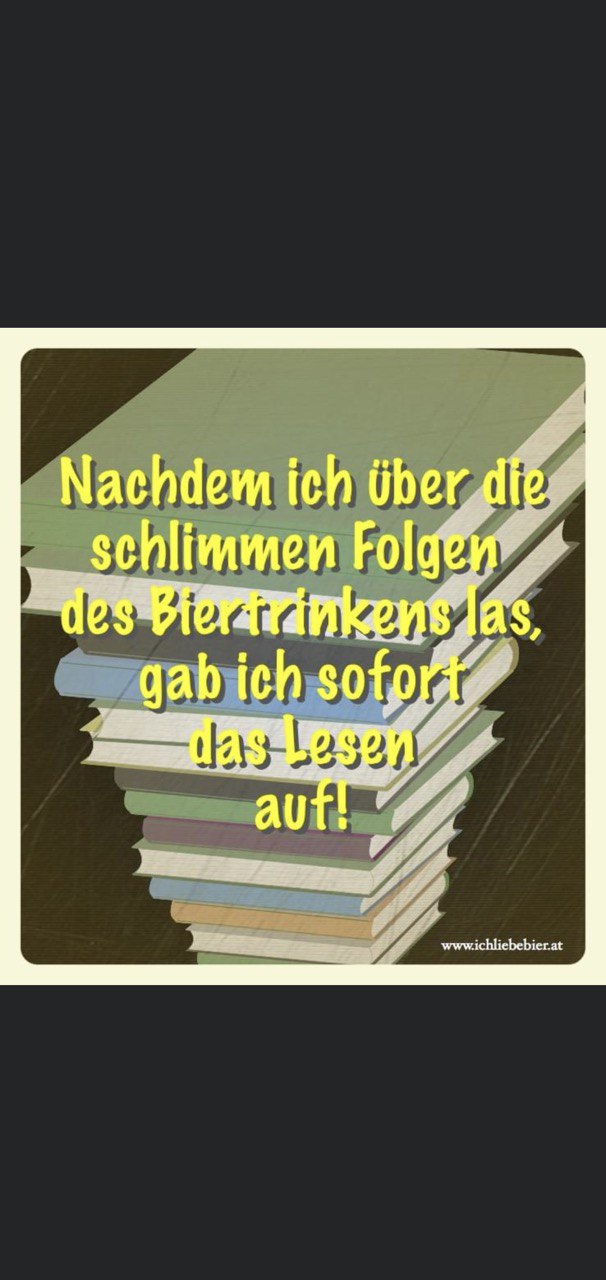 Nachdem ich über die
schlimmen Folgen
des Biertrinkens las,
gab ich sofort
das Lesen
auf!
www.ichliebebier.at